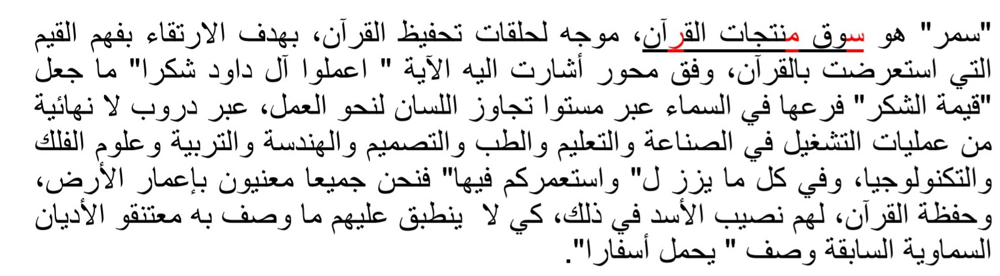 "سمر" هو سوق منتجات القرآن، موجه لحلقات تحفيظ القرآن، بهدف الارتقاء بفهم القيم
التي استعرضت بالقرآن، وفق محور أشارت اليه الآية " اعملوا آل داود شكرا" ما جعل
"قيمة الشكر" فرعها في السماء عبر مستوا تجاوز اللسان لنحو العمل، عبر دروب لا نهائية
من عمليات التشغيل في الصناعة والتعليم والطب والتصميم والهندسة والتربية وعلوم الفلك
والتكنولوجيا، وفي كل ما يزز ل" واستعمركم فيها" فنحن جميعا معنيون بإعمار الأرض،
وحفظة القرآن، لهم نصيب الأسد في ذلك، كي لا ينطبق عليهم ما وصف به معتنقو الأديان
السماوية السابقة وصف " يحمل أسفارا".